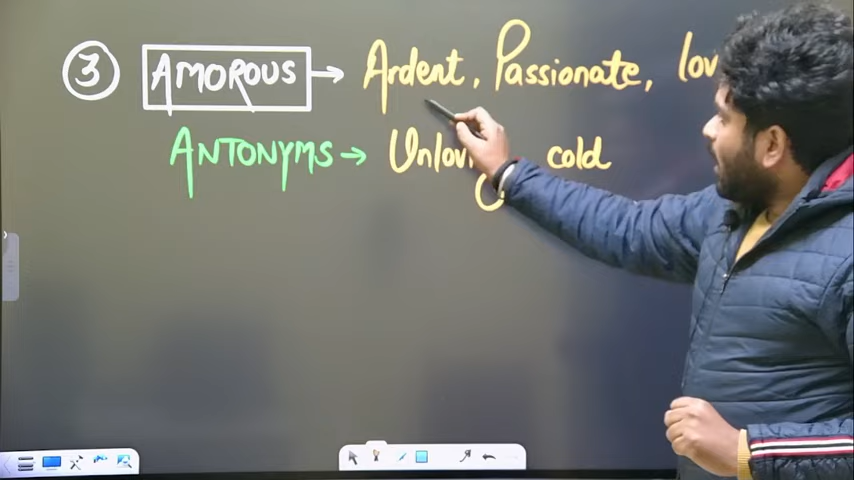 3 AMOROUS → Ardent, Passionate,
ANTONYMS → cold